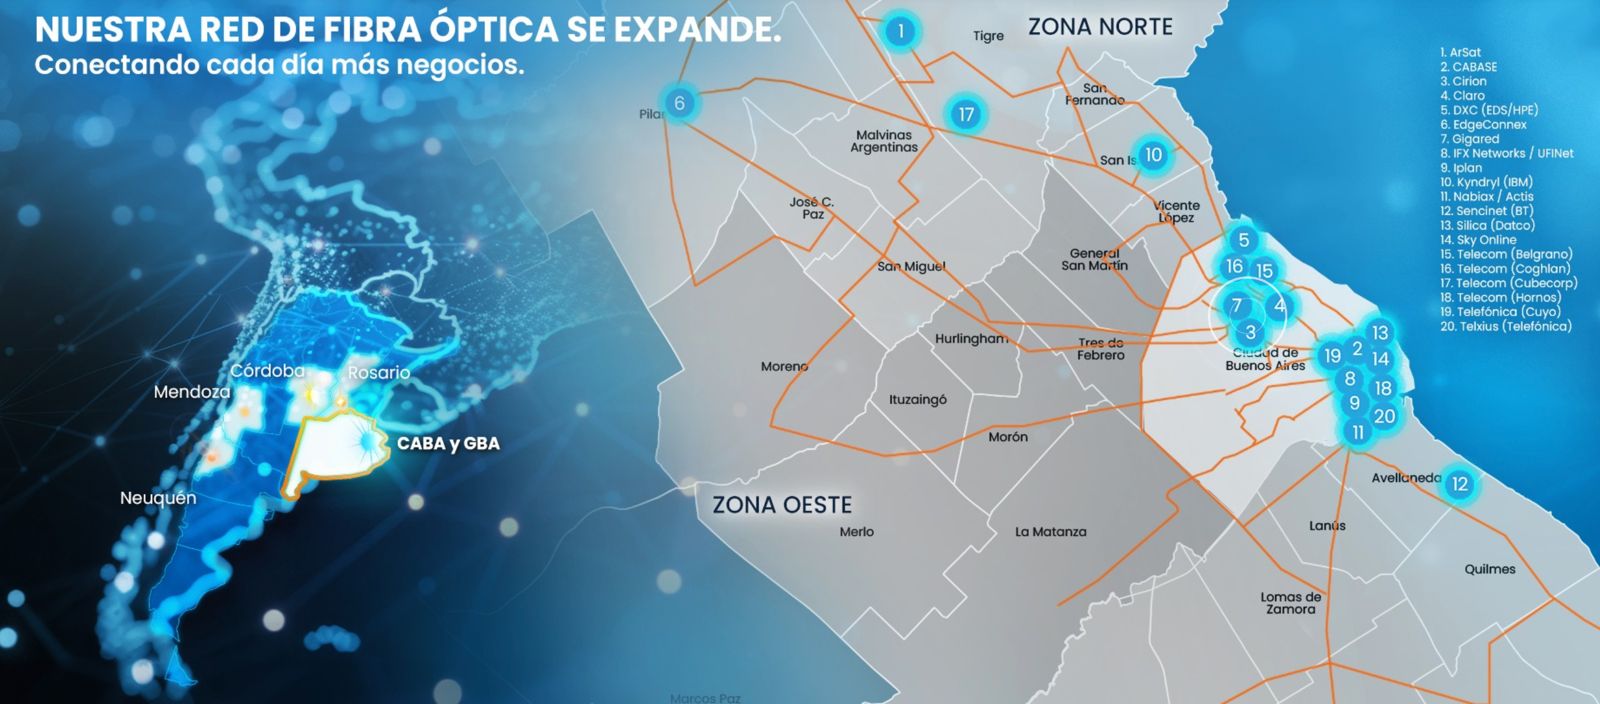 NUESTRA RED DE FIBRA ÓPTICA SE EXPANDE.
Conectando cada día más negocios.
Córdoba
Rosario
Mendoza
CABA y GBA
Neuquén
ZONA NORTE
1
Tigre
San
Fernando
6
17
Malvinas
Argentinas
10
José C.
Paz
Vicente
López
5
General
San Martín
San Miguel
16
15
7
4
3
Hurlingham
Tres de
Febrero
Ciudad de
Buenos Aires
13
2
19
14
Moreno
8
18
Ituzaingó
9
20
Morón
11
Avellaneda
12
ZONA OESTE
Merlo
La Matanza
Lanús
Quilmes
Lomas de
Zamora
Marcos Paz
1. ArSat
2. CABASE
3. Cirion
4. Claro
5. DXC (EDS/HPE)
6. EdgeConnex
7. Gigared
8. IFX Networks / UFINet
9. Iplan
10. Kyndryl (IBM)
11. Nabiax / Actis
12. Sencinet (BT)
13. Silica (Datco)
14. Sky Online
15. Telecom (Belgrano)
16. Telecom (Coghlan)
17. Telecom (Cubecorp)
18. Telecom (Hornos)
19. Telefónica (Cuyo)
20. Telxius (Telefónica)